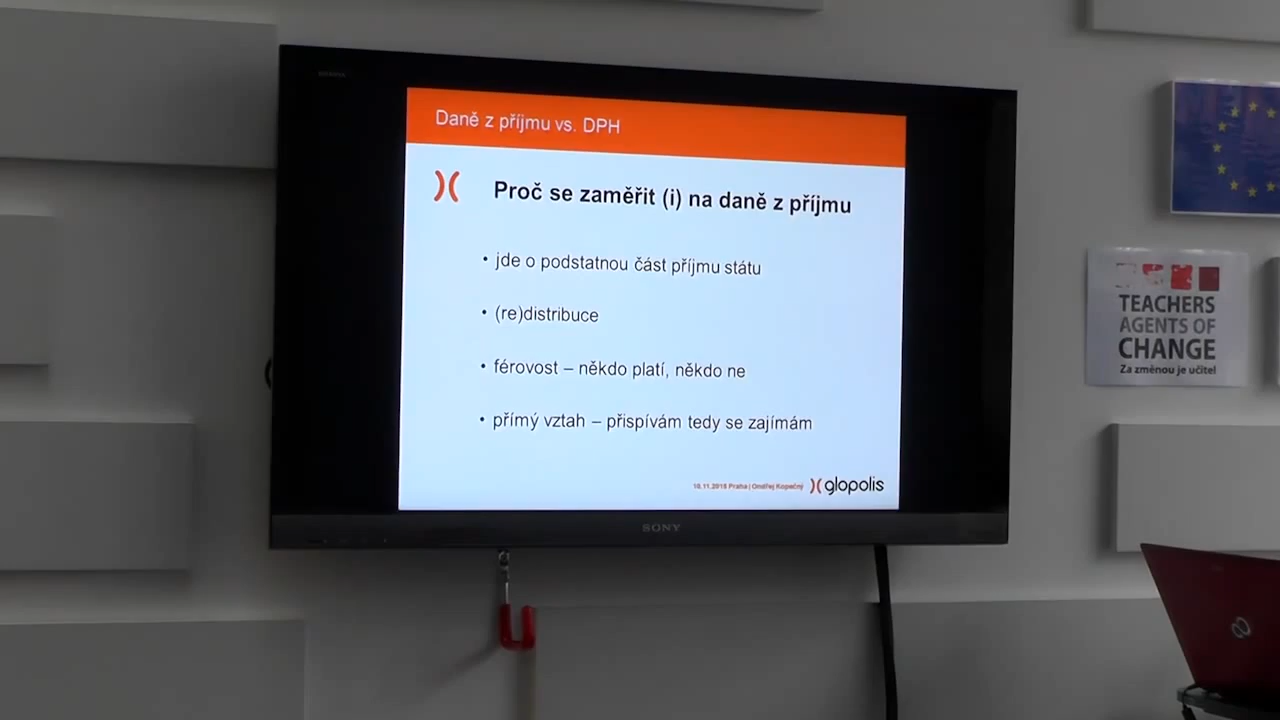 Daně z příjmu vs. DPH
Proč se zaměřit (i) na daně z příjmu
• jde o podstatnou část příjmu státu
• (re)distribuce
• férovost – někdo platí, někdo ne
• přímý vztah – přispívám tedy se zajímám
10.11.2015 Praha | Ondřej Kopečný
glopolis
SONY
TEACHERS
AGENTS OF
CHANGE
Za změnou je učitel